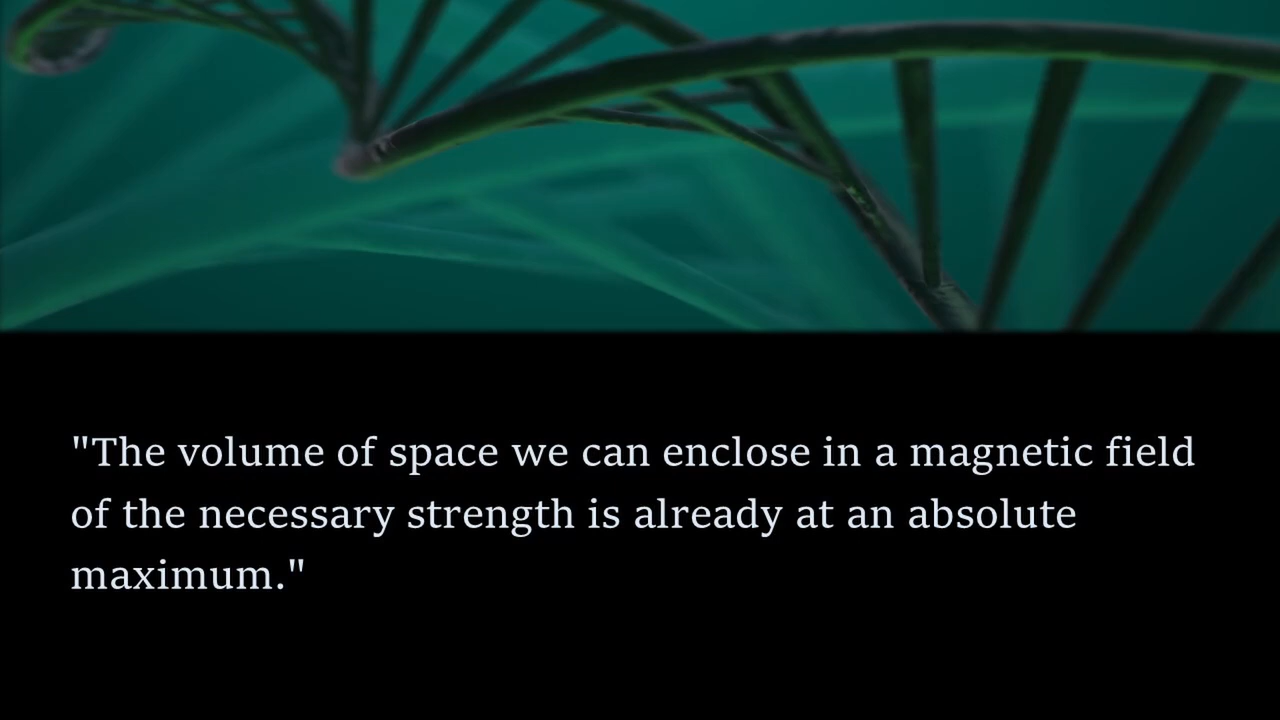 "The volume of space we can enclose in a magnetic field
of the necessary strength is already at an absolute
maximum."